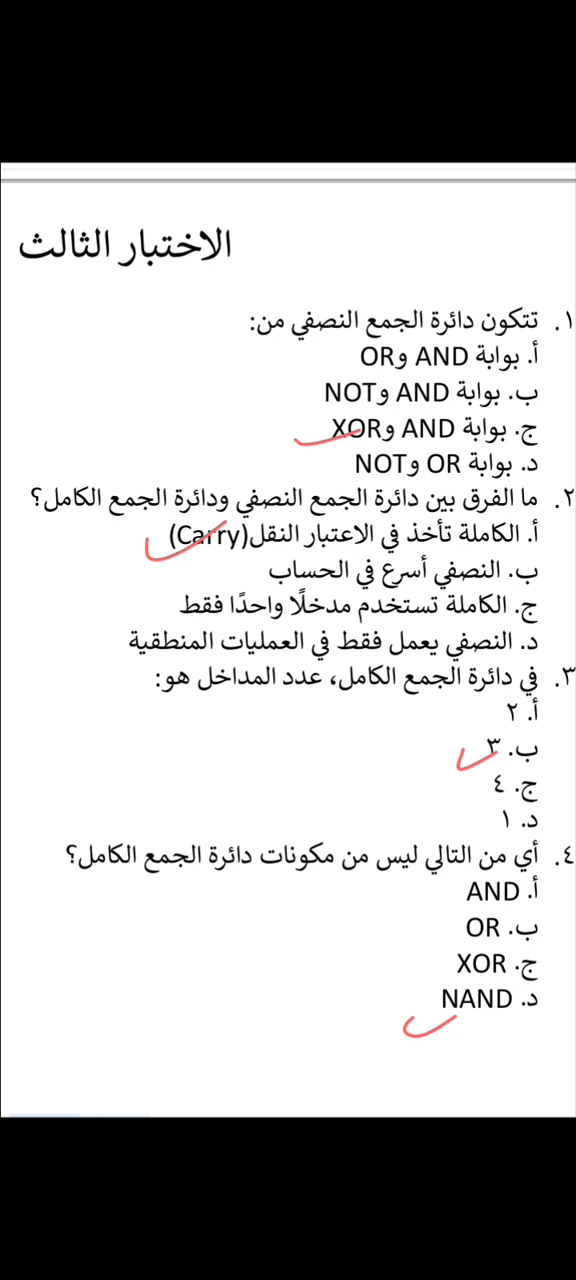 الاختبار الثالث
١. تتكون دائرة الجمع النصفي من:
أ. بوابة AND وOR
ب. بوابة AND وNOT
ج. بوابة AND وXOR
د. بوابة OR وNOT
٢. ما الفرق بين دائرة الجمع النصفي ودائرة الجمع الكامل؟
أ. الكاملة تأخذ في الاعتبار النقل(Carry)
ب. النصفي أسرع في الحساب
ج. الكاملة تستخدم مدخلًا واحدًا فقط
د. النصفي يعمل فقط في العمليات المنطقية
٣. في دائرة الجمع الكامل، عدد المداخل هو:
أ. ٢
ب. ٣
ج. ٤
د. ١
٤. أي من التالي ليس من مكونات دائرة الجمع الكامل؟
أ. AND
ب. OR
ج. XOR
د. NAND